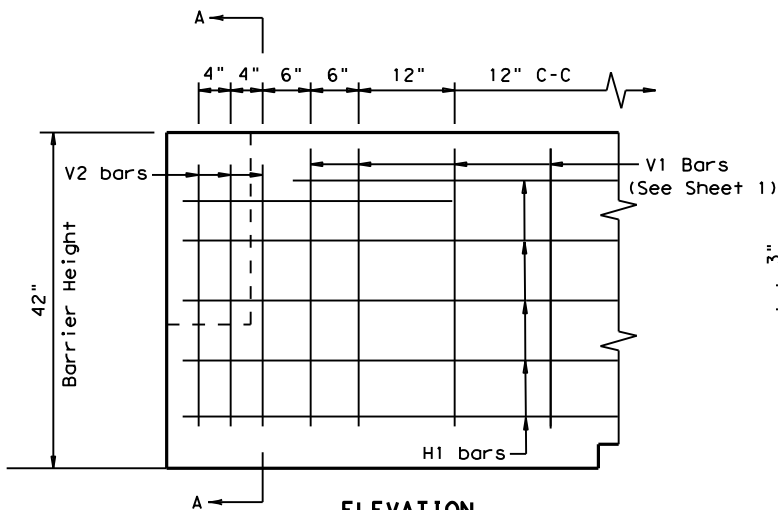 A
4" 4" 6" 6" 12" 12" C-C
V2 bars
V1 Bars
(See Sheet 1)
3"
42"
Barrier Height
H1 bars
A
ELEVATION